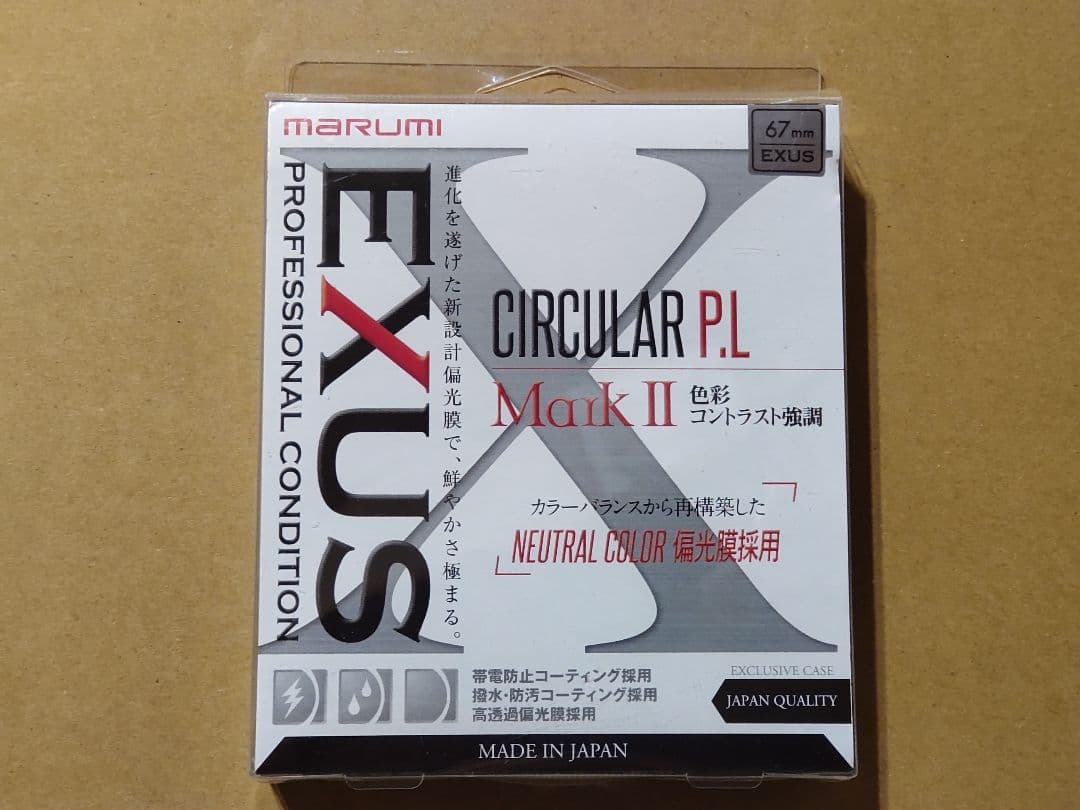 marumi
67mm
EXUS
EXUS
PROFESSIONAL CONDITION
進化を遂げた新設計偏光膜で、鮮やかさ極まる。
CIRCULAR P.L
Mark II
色彩
コントラスト強調
カラーバランスから再構築した
NEUTRAL COLOR 偏光膜採用
帯電防止コーティング採用
撥水・防汚コーティング採用
高透過偏光膜採用
EXCLUSIVE CASE
JAPAN QUALITY
MADE IN JAPAN